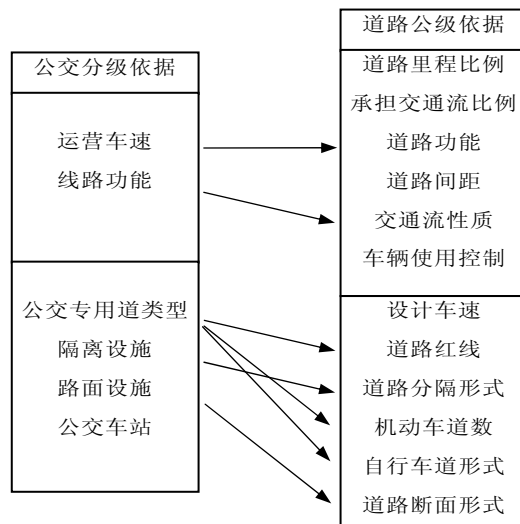 公交分级依据
运营车速
线路功能
公交专用道类型
隔离设施
路面设施
公交车站
道路公级依据
道路里程比例
承担交通流比例
道路功能
道路间距
交通流性质
车辆使用控制
设计车速
道路红线
道路分隔形式
机动车道数
自行车道形式
道路断面形式